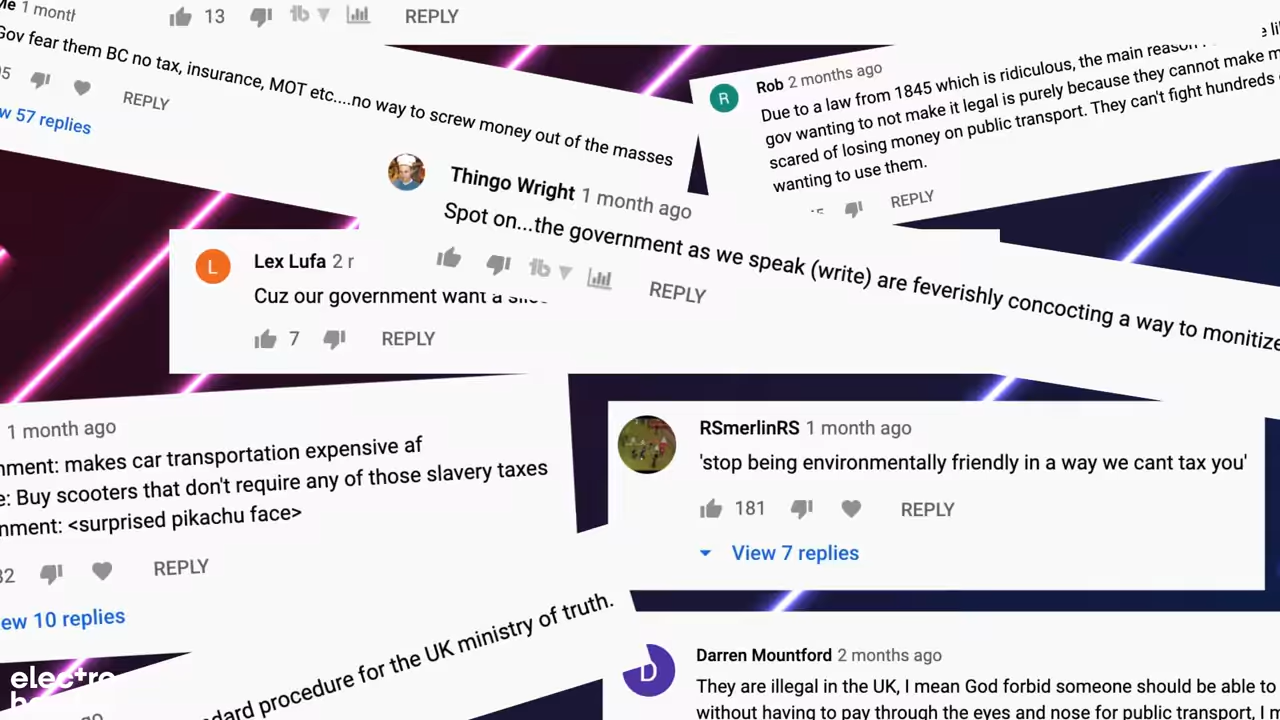 Me 1 month
Gov fear them BC no tax, insurance, MOT etc....no way to screw money out of the masses
REPLY
57 replies
13
REPLY
Rob 2 months ago
Due to a law from 1845 which is ridiculous, the main reason
gov wanting to not make it legal is purely because they cannot make
scared of losing money on public transport. They can't fight hundreds
wanting to use them.
REPLY
Thingo Wright 1 month ago
Spot on...the government as we speak (write) are feverishly concocting a way to monitize
REPLY
Lex Lufa 2
Cuz our government want a
7 REPLY
1 month ago
makes car transportation expensive af
Buy scooters that don't require any of those slavery taxes
<surprised pikachu face>
REPLY
10 replies
RSmerlinRS 1 month ago
'stop being environmentally friendly in a way we cant tax you'
181 REPLY
View 7 replies
procedure for the UK ministry of truth.
D
Darren Mountford 2 months ago
They are illegal in the UK, I mean God forbid someone should be able to
without having to pay through the eyes and nose for public transport, I
electro